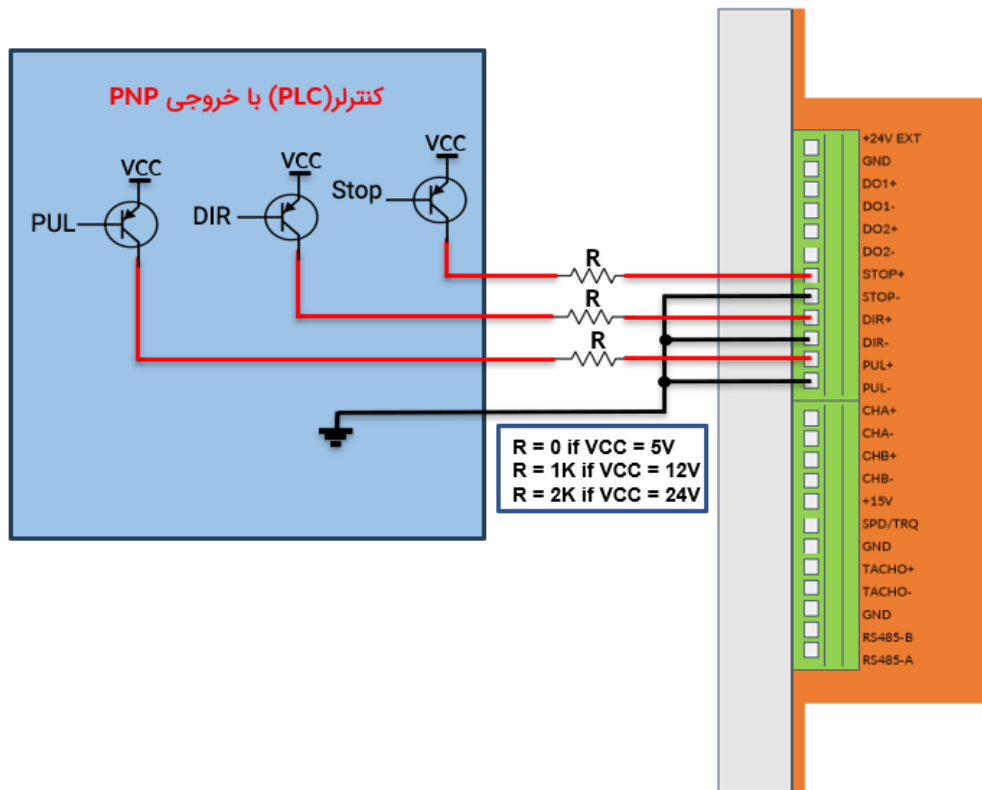 کنترلر(PLC) با خروجی PNP
VCC
VCC
VCC
PUL
DIR
Stop
R
R
R
R = 0 if VCC = 5V
R = 1K if VCC = 12V
R = 2K if VCC = 24V
+24V EXT
GND
DO1+
DO1-
DO2+
DO2-
STOP+
STOP-
DIR+
DIR-
PUL+
PUL-
CHA+
CHA-
CHB+
CHB-
+15V
SPD/TRQ
GND
TACHO+
TACHO-
GND
RS485-B
RS485-A